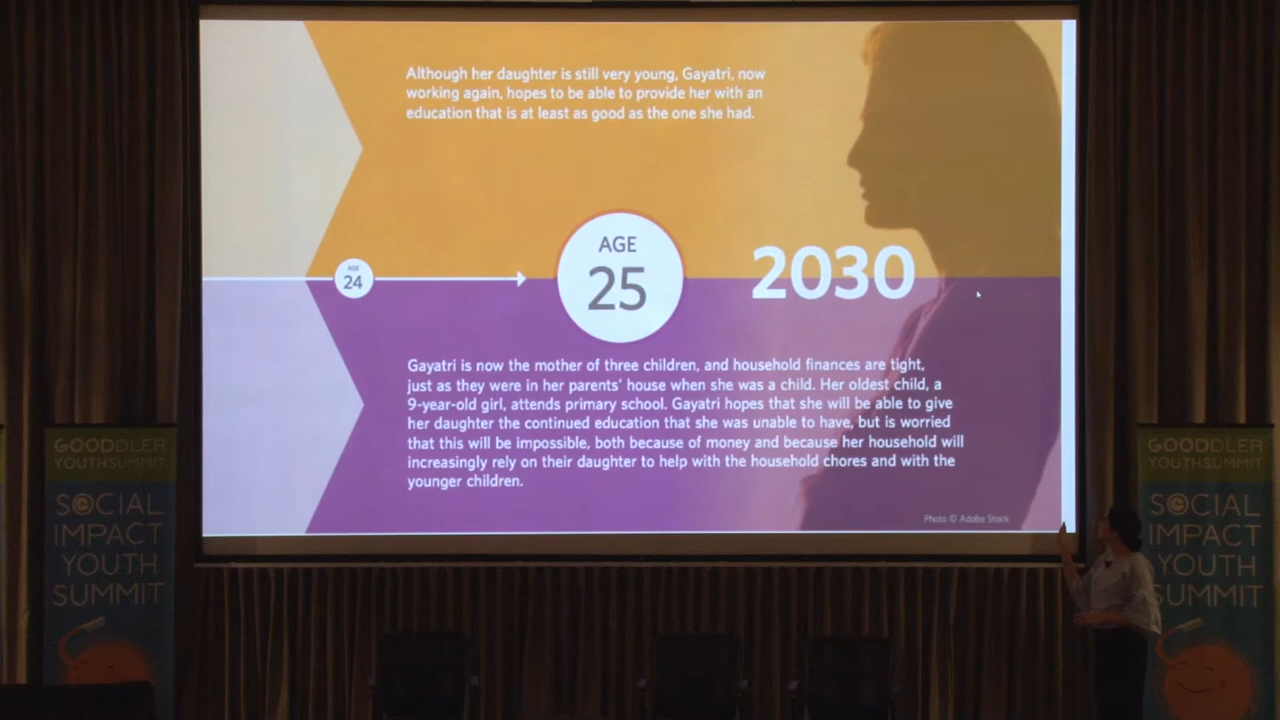 Although her daughter is still very young, Gayatri, now
working again, hopes to be able to provide her with an
education that is at least as good as the one she had.
AGE
24
AGE
25
2030
Gayatri is now the mother of three children, and household finances are tight,
just as they were in her parents' house when she was a child. Her oldest child, a
9-year-old girl, attends primary school. Gayatri hopes that she will be able to give
her daughter the continued education that she was unable to have, but is worried
that this will be impossible, both because of money and because her household will
increasingly rely on their daughter to help with the household chores and with the
younger children.
Photo © Adobe Stock
GOODDLER
YOUTHSUMMIT
SOCIAL
IMPACT
YOUTH
SUMMIT
GOODDLER
YOUTHSUMMIT
SOCIAL
IMPACT
YOUTH
SUMMIT